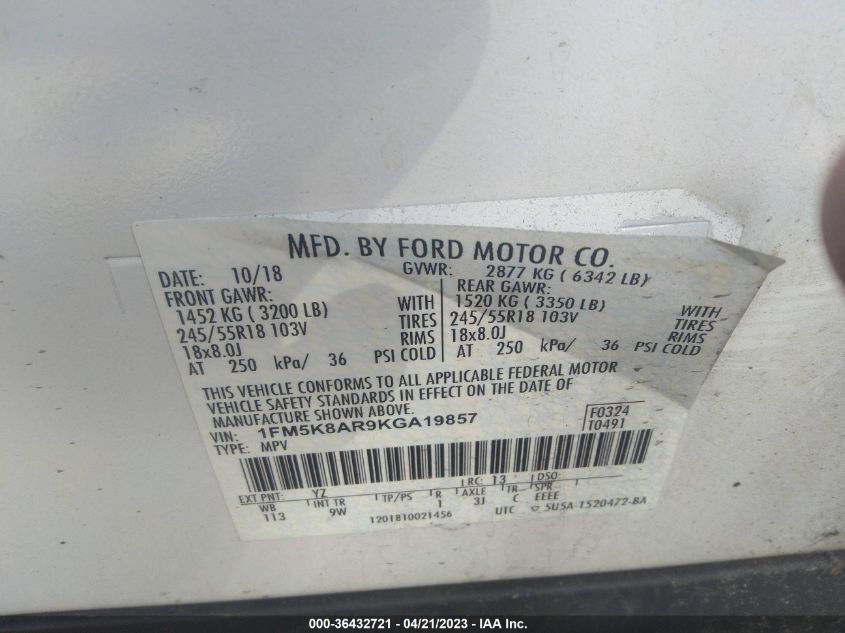 MFD. BY FORD MOTOR CO.
DATE: 10/18 GVWR: 2877 KG ( 6342 LB)
FRONT GAWR: REAR GAWR:
1452 KG ( 3200 LB) WITH 1520 KG ( 3350 LB) WITH
245/55R18 103V TIRES 245/55R18 103V TIRES
18x8.0J RIMS 18x8.0J RIMS
AT 250 kPa/ 36 PSI COLD AT 250 kPa/ 36 PSI COLD
THIS VEHICLE CONFORMS TO ALL APPLICABLE FEDERAL MOTOR
VEHICLE SAFETY STANDARDS IN EFFECT ON THE DATE OF
MANUFACTURE SHOWN ABOVE.
VIN: 1FM5K8AR9KGA19857 F0324
TYPE: MPV T0491
EXT PNT: YZ RC: 13 DSO:
WB INT TR TP/PS R AXLE TR SPR
113 9W 1 3J C EEEE
1201810021456 UTC 5U5A-1520472-BA
000-36432721 - 04/21/2023 - IAA Inc.